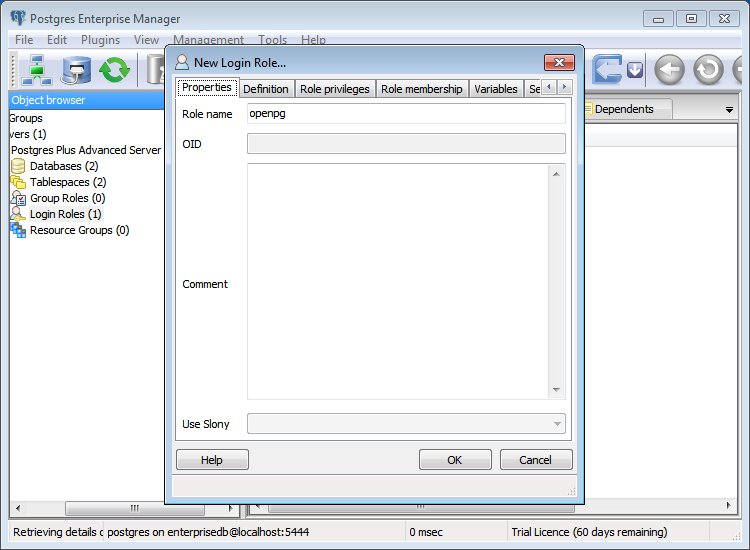 Postgres Enterprise Manager
File Edit Plugins View Management Tools Help
New Login Role...
Object browser
Properties Definition Role privileges Role membership Variables Se
Dependents
Groups
vers (1)
Postgres Plus Advanced Server
Databases (2)
Tablespaces (2)
Group Roles (0)
Login Roles (1)
Resource Groups (0)
Role name openpg
OID
Comment
Use Slony
Help OK Cancel
Retrieving details o postgres on enterprisedb@localhost:5444 0 msec Trial Licence (60 days remaining)